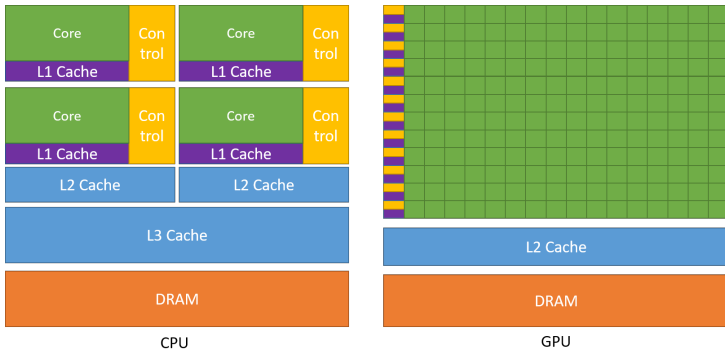 Core
Con
trol
L1 Cache
Core
Con
trol
L1 Cache
Core
Con
trol
L1 Cache
Core
Con
trol
L1 Cache
L2 Cache
L2 Cache
L3 Cache
DRAM
CPU
L2 Cache
DRAM
GPU